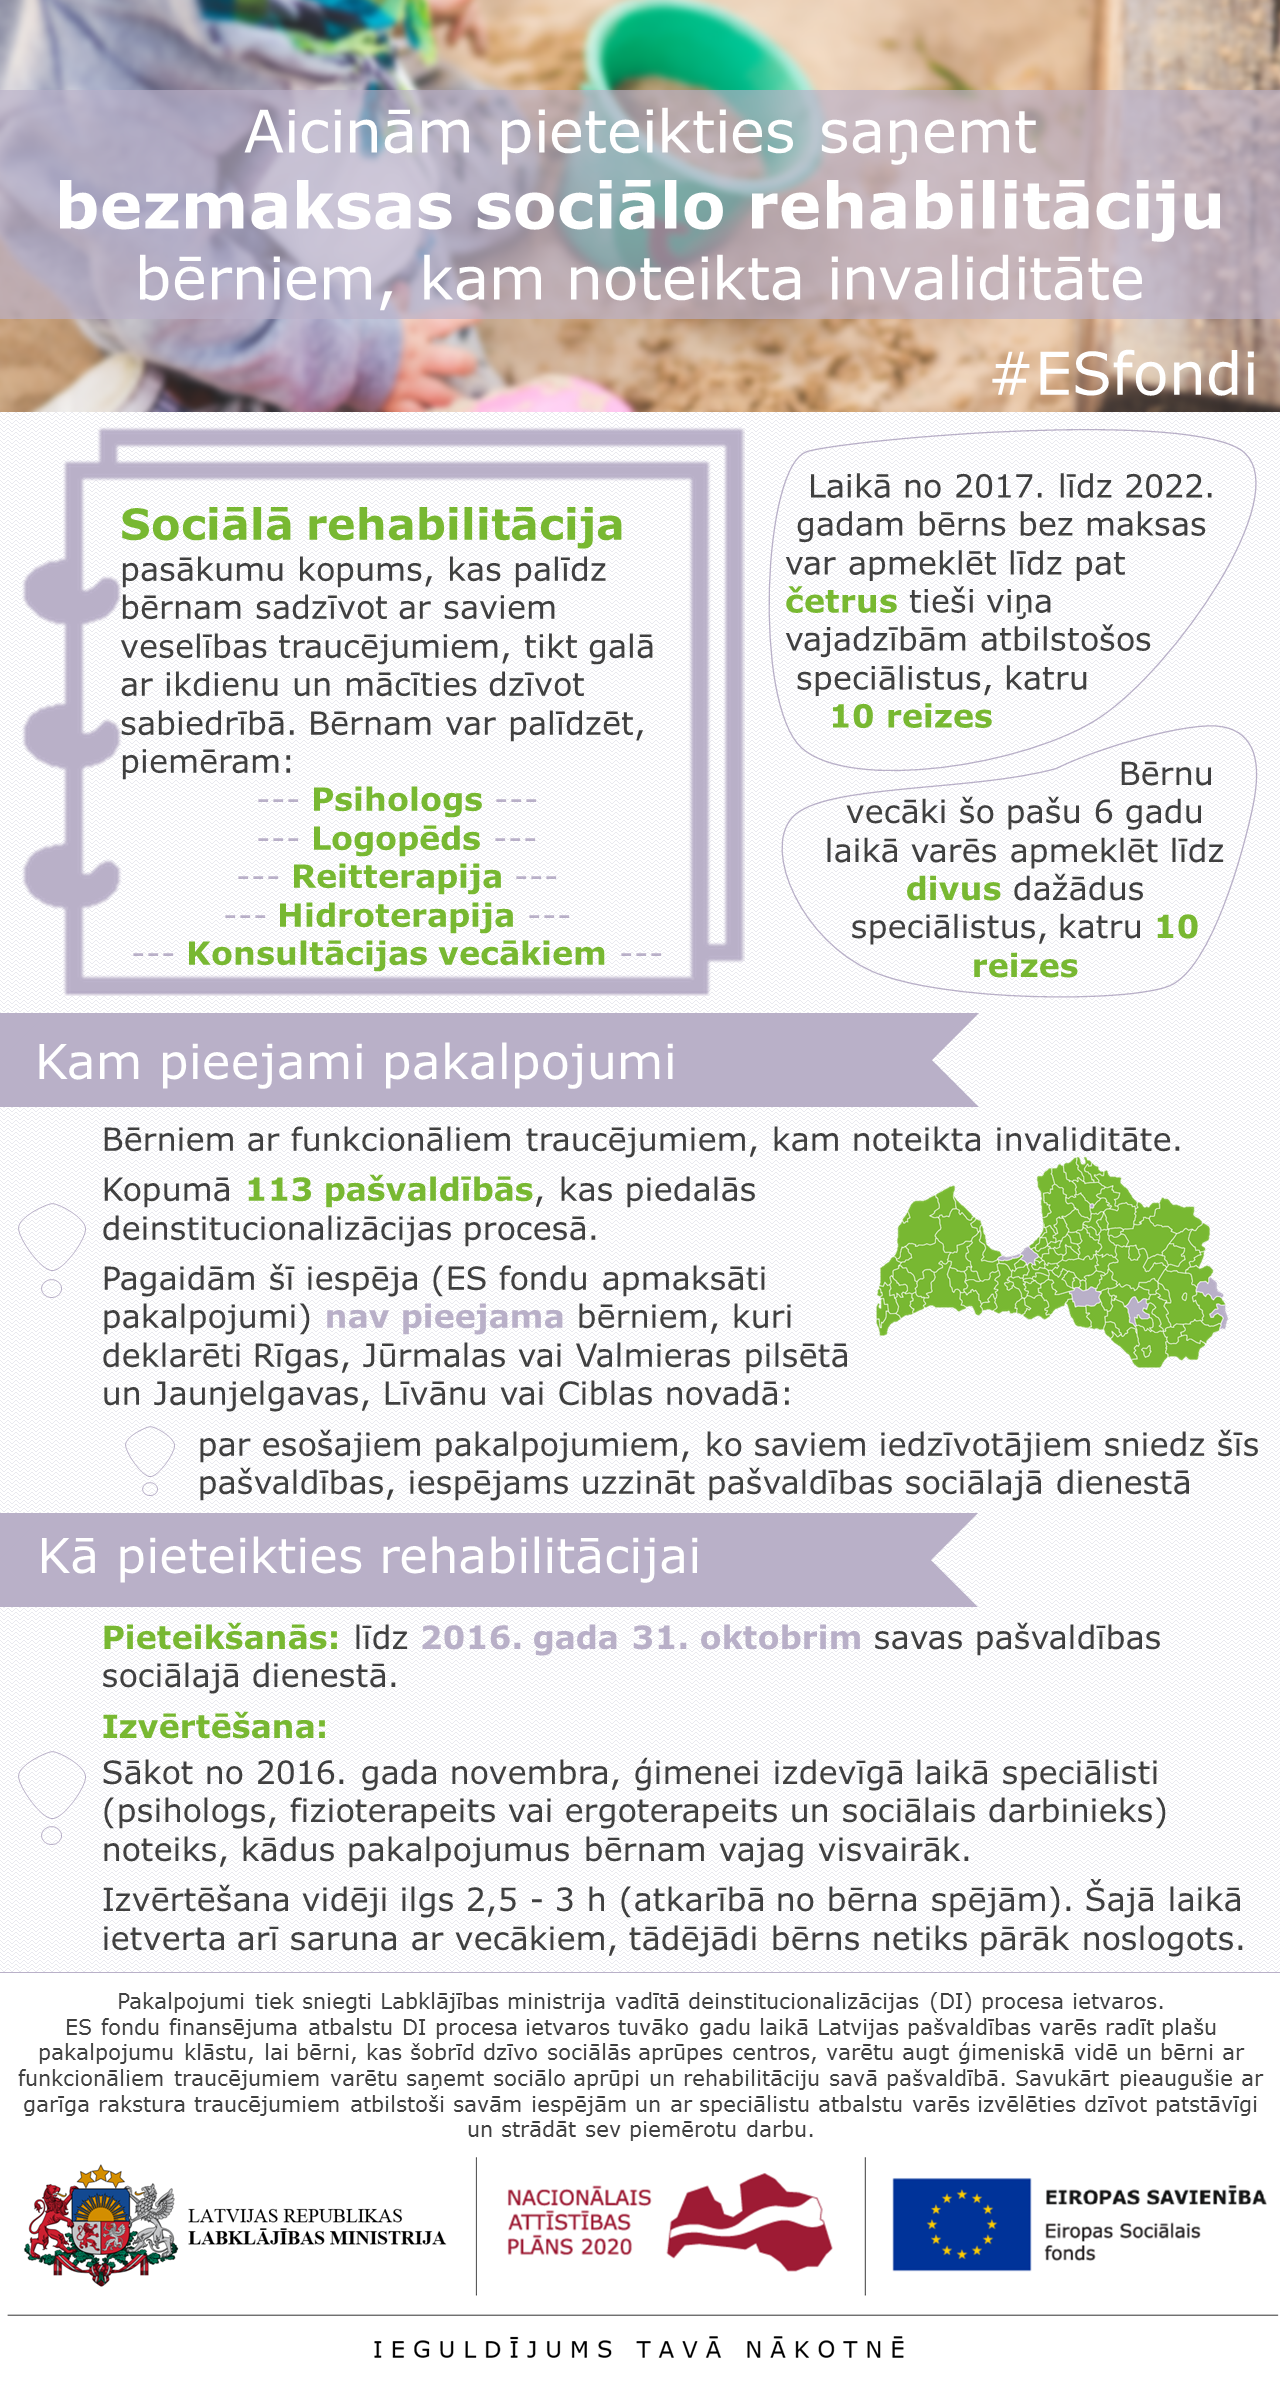 Aicinām pieteikties saņemt
bezmaksas sociālo rehabilitāciju
bērniem, kam noteikta invaliditāte
#ESfondi
Sociālā rehabilitācija
pasākumu kopums, kas palīdz
bērnam sadzīvot ar saviem
veselības traucējumiem, tikt galā
ar ikdienu un mācīties dzīvot
sabiedrībā. Bērnam var palīdzēt,
piemēram:
--- Psihologs ---
--- Logopēds ---
--- Reitterapija ---
--- Hidroterapija ---
--- Konsultācijas vecākiem ---
Laikā no 2017. līdz 2022.
gadam bērns bez maksas
var apmeklēt līdz pat
četrus tieši viņa
vajadzībām atbilstošos
speciālistus, katru
10 reizes
Bērnu
vecāki šo pašu 6 gadu
laikā varēs apmeklēt līdz
divus dažādus
speciālistus, katru 10
reizes
Kam pieejami pakalpojumi
Bērniem ar funkcionāliem traucējumiem, kam noteikta invaliditāte.
Kopumā 113 pašvaldībās, kas piedalās
deinstitucionalizācijas procesā.
Pagaidām šī iespēja (ES fondu apmaksāti
pakalpojumi) nav pieejama bērniem, kuri
deklarēti Rīgas, Jūrmalas vai Valmieras pilsētā
un Jaunjelgavas, Līvānu vai Ciblas novadā:
par esošajiem pakalpojumiem, ko saviem iedzīvotājiem sniedz šīs
pašvaldības, iespējams uzzināt pašvaldības sociālajā dienestā
Kā pieteikties rehabilitācijai
Pieteikšanās: līdz 2016. gada 31. oktobrim savas pašvaldības
sociālajā dienestā.
Izvērtēšana:
Sākot no 2016. gada novembra, ģimenei izdevīgā laikā speciālisti
(psihologs, fizioterapeits vai ergoterapeits un sociālais darbinieks)
noteiks, kādus pakalpojumus bērnam vajag visvairāk.
Izvērtēšana vidēji ilgs 2,5 - 3 h (atkarībā no bērna spējām). Šajā laikā
ietverta arī saruna ar vecākiem, tādējādi bērns netiks pārāk noslogots.
Pakalpojumi tiek sniegti Labklājības ministrija vadītā deinstitucionalizācijas (DI) procesa ietvaros.
ES fondu finansējuma atbalstu DI procesa ietvaros tuvāko gadu laikā Latvijas pašvaldības varēs radīt plašu
pakalpojumu klāstu, lai bērni, kas šobrīd dzīvo sociālās aprūpes centros, varētu augt ģimeniskā vidē un bērni ar
funkcionāliem traucējumiem varētu saņemt sociālo aprūpi un rehabilitāciju savā pašvaldībā. Savukārt pieaugušie ar
garīga rakstura traucējumiem atbilstoši savām iespējām un ar speciālistu atbalstu varēs izvēlēties dzīvot patstāvīgi
un strādāt sev piemērotu darbu.
LATVIJAS REPUBLIKAS
LABKLĀJĪBAS MINISTRIJA
NACIONĀLAIS
ATTĪSTĪBAS
PLĀNS 2020
EIROPAS SAVIENĪBA
Eiropas Sociālais
fonds
IEGULDĪJUMS TAVĀ NĀKOTNĒ